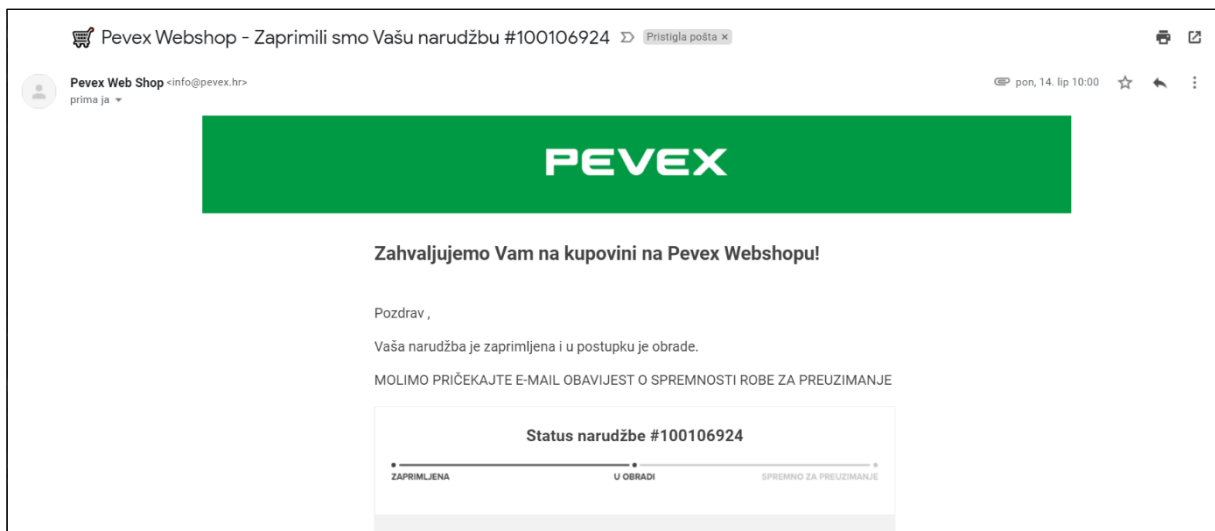 Pevex Webshop - Zaprimili smo Vašu narudžbu #100106924 Pristigla pošta ×
Pevex Web Shop <info@pevex.hr> pon, 14. lip 10:00
prima ja
PEVEX
Zahvaljujemo Vam na kupovini na Pevex Webshopu!
Pozdrav ,
Vaša narudžba je zaprimljena i u postupku je obrade.
MOLIMO PRIČEKAJTE E-MAIL OBAVIJEST O SPREMNOSTI ROBE ZA PREUZIMANJE
Status narudžbe #100106924
ZAPRIMLJENA U OBRADI SPREMNO ZA PREUZIMANJE